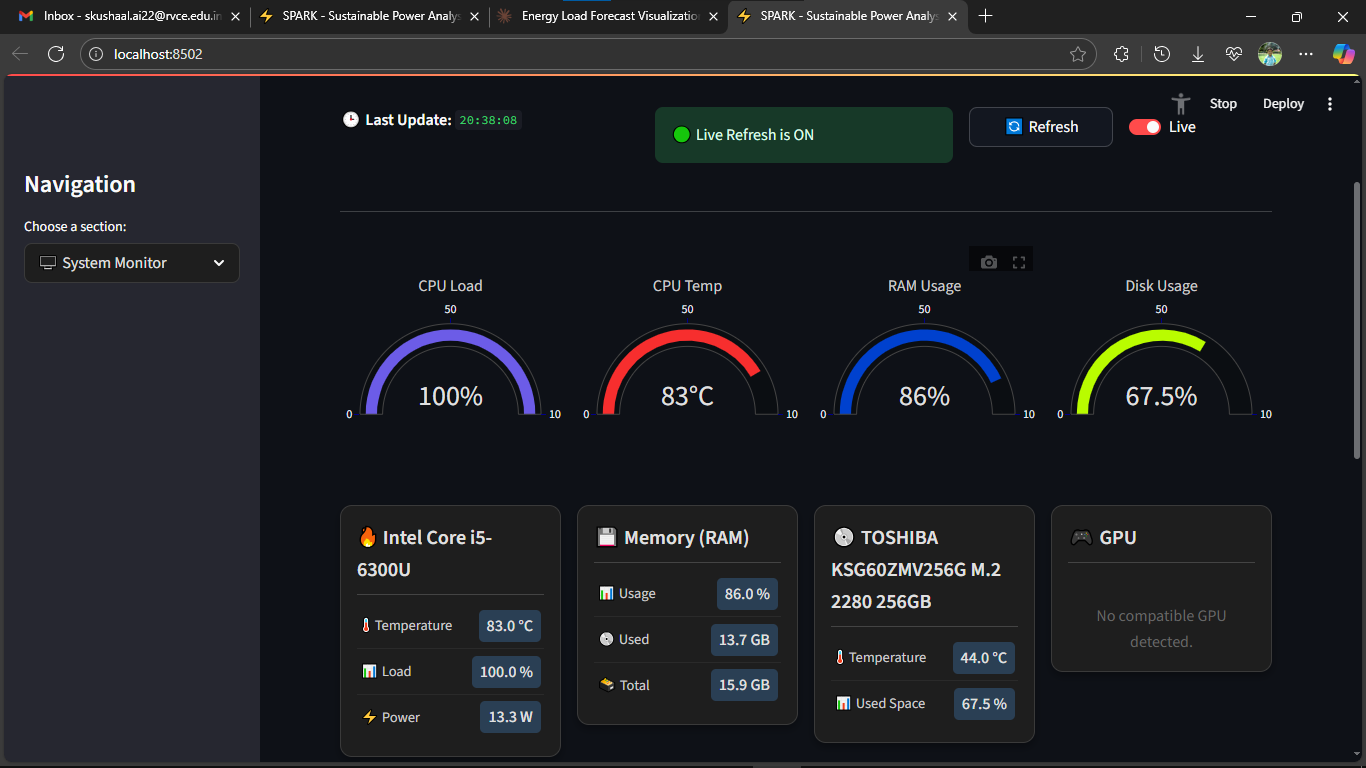 Inbox - skushaal.ai22@rvce.edu.in
SPARK - Sustainable Power Analys
Energy Load Forecast Visualizatio
SPARK - Sustainable Power Analys
localhost:8502
Stop
Deploy
Navigation
Choose a section:
System Monitor
Last Update: 20:38:08
Live Refresh is ON
Refresh
Live
CPU Load
50
100%
0
10
CPU Temp
50
83°C
0
10
RAM Usage
50
86%
0
10
Disk Usage
50
67.5%
0
10
Intel Core i5-
6300U
Temperature 83.0 °C
Load 100.0 %
Power 13.3 W
Memory (RAM)
Usage 86.0 %
Used 13.7 GB
Total 15.9 GB
TOSHIBA
KSG60ZMV256G M.2
2280 256GB
Temperature 44.0 °C
Used Space 67.5 %
GPU
No compatible GPU
detected.